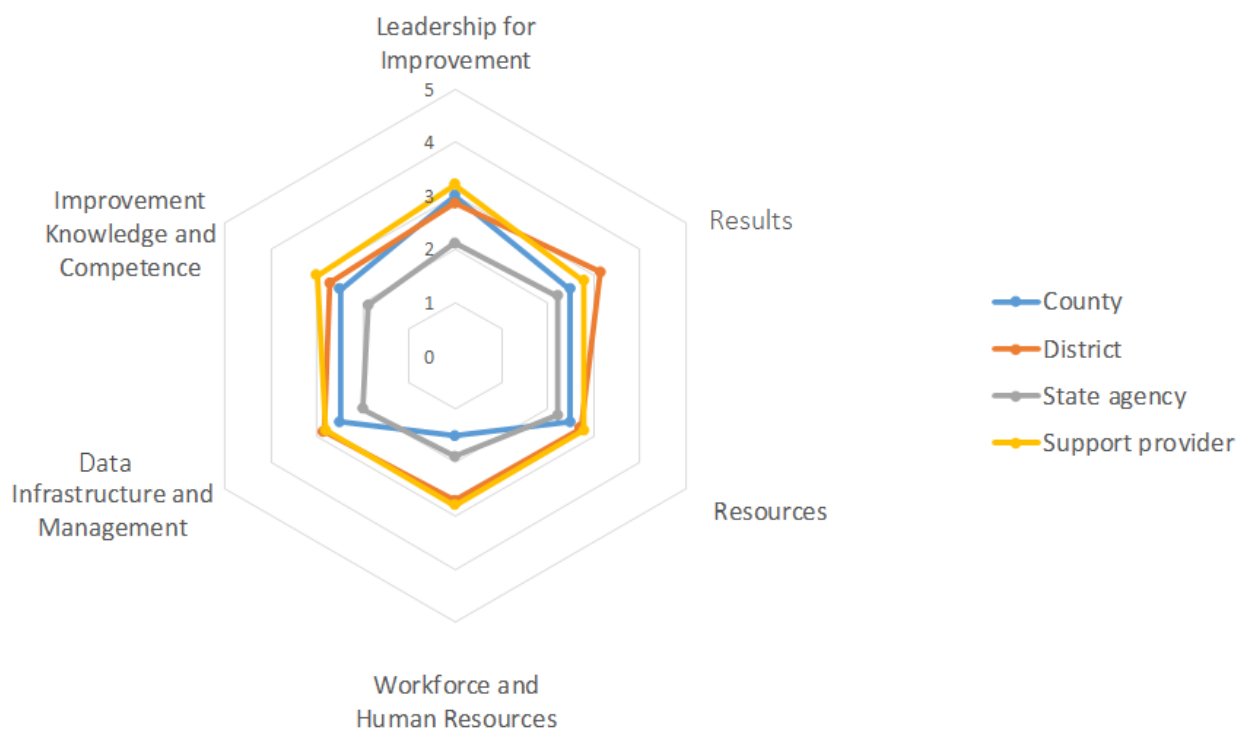 Leadership for
Improvement
5
4
3
2
1
0
Results
Resources
Workforce and
Human Resources
Data
Infrastructure and
Management
Improvement
Knowledge and
Competence
County
District
State agency
Support provider